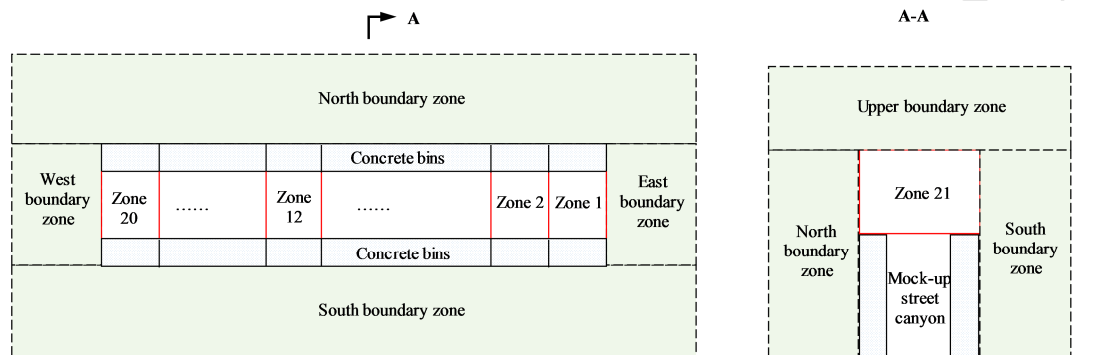 A
A-A
North boundary zone
Upper boundary zone
Concrete bins
West
boundary
zone
Zone
20
......
Zone
12
......
Zone 2
Zone 1
East
boundary
zone
Concrete bins
South boundary zone
Zone 21
North
boundary
zone
South
boundary
zone
Mock-up
street
canyon